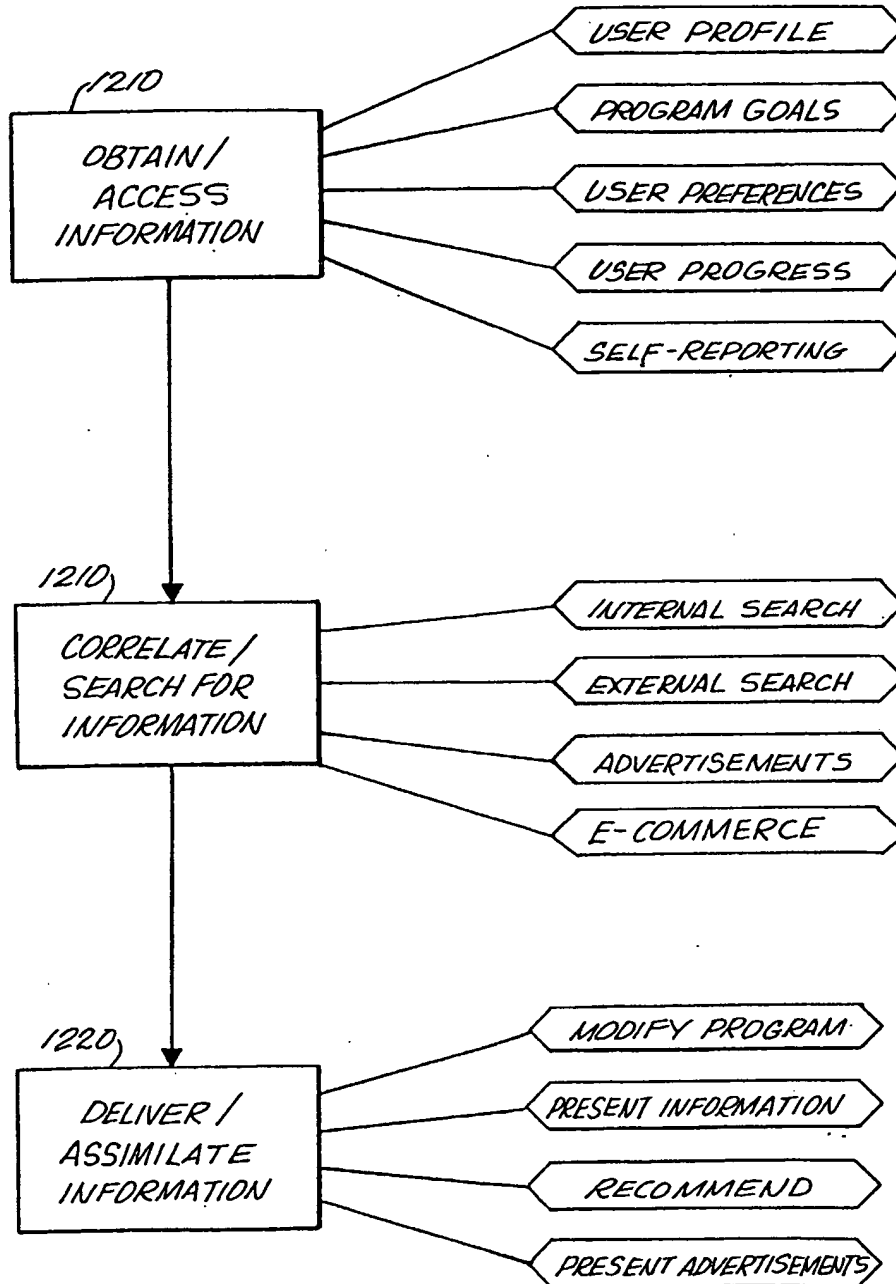 1210
OBTAIN /
ACCESS
INFORMATION
USER PROFILE
PROGRAM GOALS
USER PREFERENCES
USER PROGRESS
SELF-REPORTING
1210
CORRELATE /
SEARCH FOR
INFORMATION
INTERNAL SEARCH
EXTERNAL SEARCH
ADVERTISEMENTS
E-COMMERCE
1220
DELIVER /
ASSIMILATE
INFORMATION
MODIFY PROGRAM
PRESENT INFORMATION
RECOMMEND
PRESENT ADVERTISEMENTS